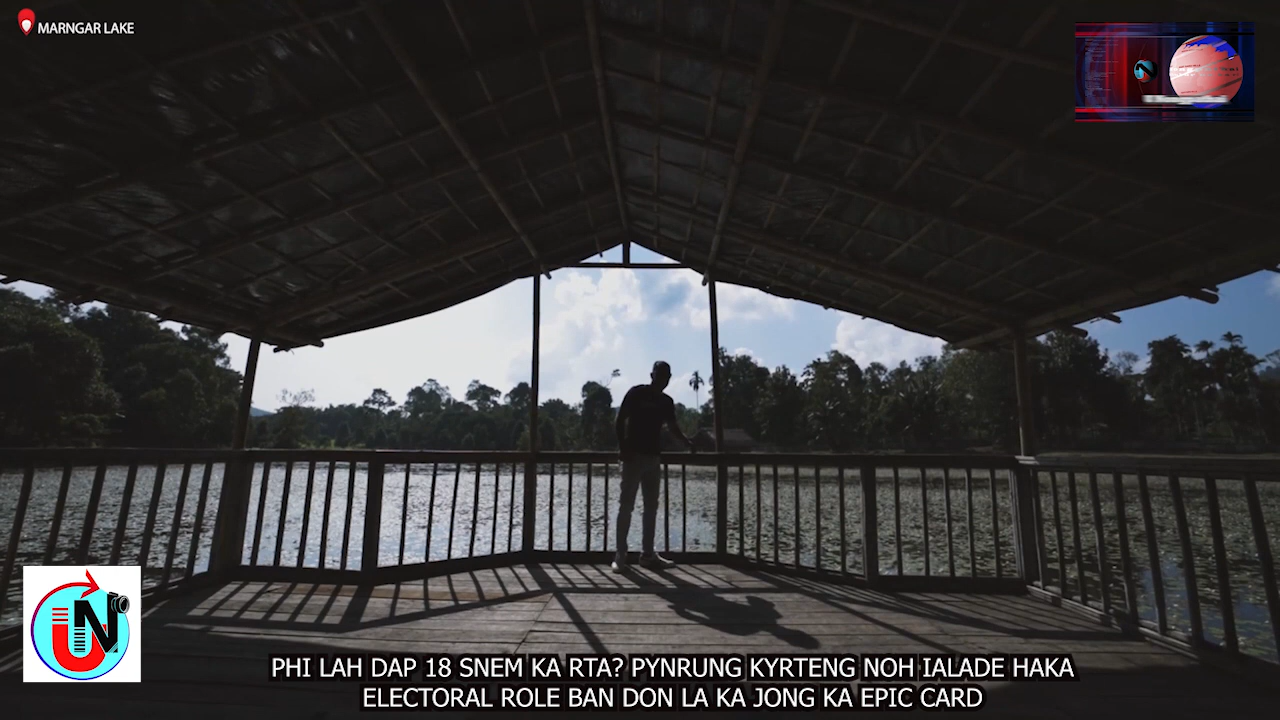 MARNGAR LAKE
UN
PHI LAH DAP 18 SNEM KA RTA? PYNRUNG KYRTENG NOH IALADE HAKA
ELECTORAL ROLE BAN DON LA KA JONG KA EPIC CARD